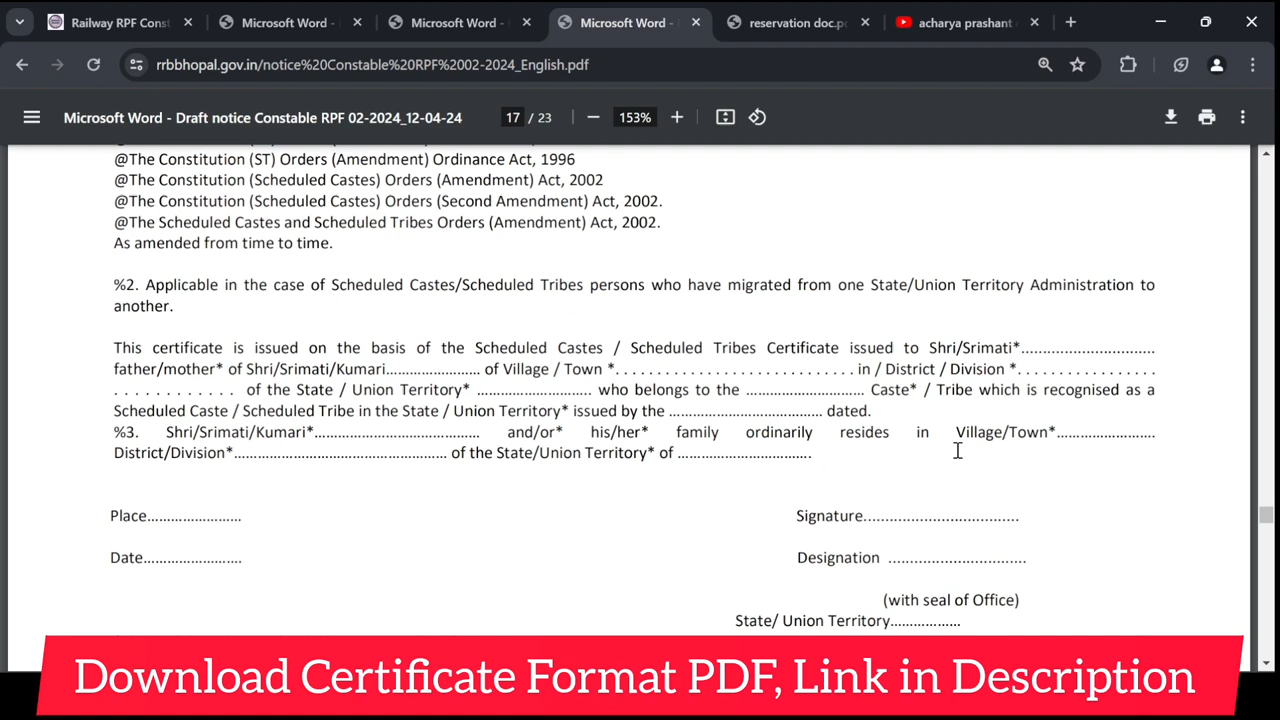 Railway RPF Const
Microsoft Word -
Microsoft Word -
Microsoft Word -
reservation doc.p
acharya prashant
rrbbhopal.gov.in/notice%20Constable%20RPF%2002-2024_English.pdf
Microsoft Word - Draft notice Constable RPF 02-2024_12-04-24
17 / 23
153%
@The Constitution (ST) Orders (Amendment) Ordinance Act, 1996
@The Constitution (Scheduled Castes) Orders (Amendment) Act, 2002
@The Constitution (Scheduled Castes) Orders (Second Amendment) Act, 2002.
@The Scheduled Castes and Scheduled Tribes Orders (Amendment) Act, 2002.
As amended from time to time.
%2. Applicable in the case of Scheduled Castes/Scheduled Tribes persons who have migrated from one State/Union Territory Administration to
another.
This certificate is issued on the basis of the Scheduled Castes / Scheduled Tribes Certificate issued to Shri/Srimati*..............................
father/mother* of Shri/Srimati/Kumari........................ of Village / Town *. . . . . . . . . . . . . . . . . . . . . . . . . . . in / District / Division *. . . . . . . . . . . . . . . . .
. . . . . . . . . . . . . of the State / Union Territory* ............................. who belongs to the .............................. Caste* / Tribe which is recognised as a
Scheduled Caste / Scheduled Tribe in the State / Union Territory* issued by the ....................................... dated.
%3. Shri/Srimati/Kumari*.......................................... and/or* his/her* family ordinarily resides in Village/Town*.........................
District/Division*...................................................... of the State/Union Territory* of ..................................
Place........................
Signature.................................
Date.........................
Designation .................................
(with seal of Office)
State/ Union Territory..................
Download Certificate Format PDF, Link in Description